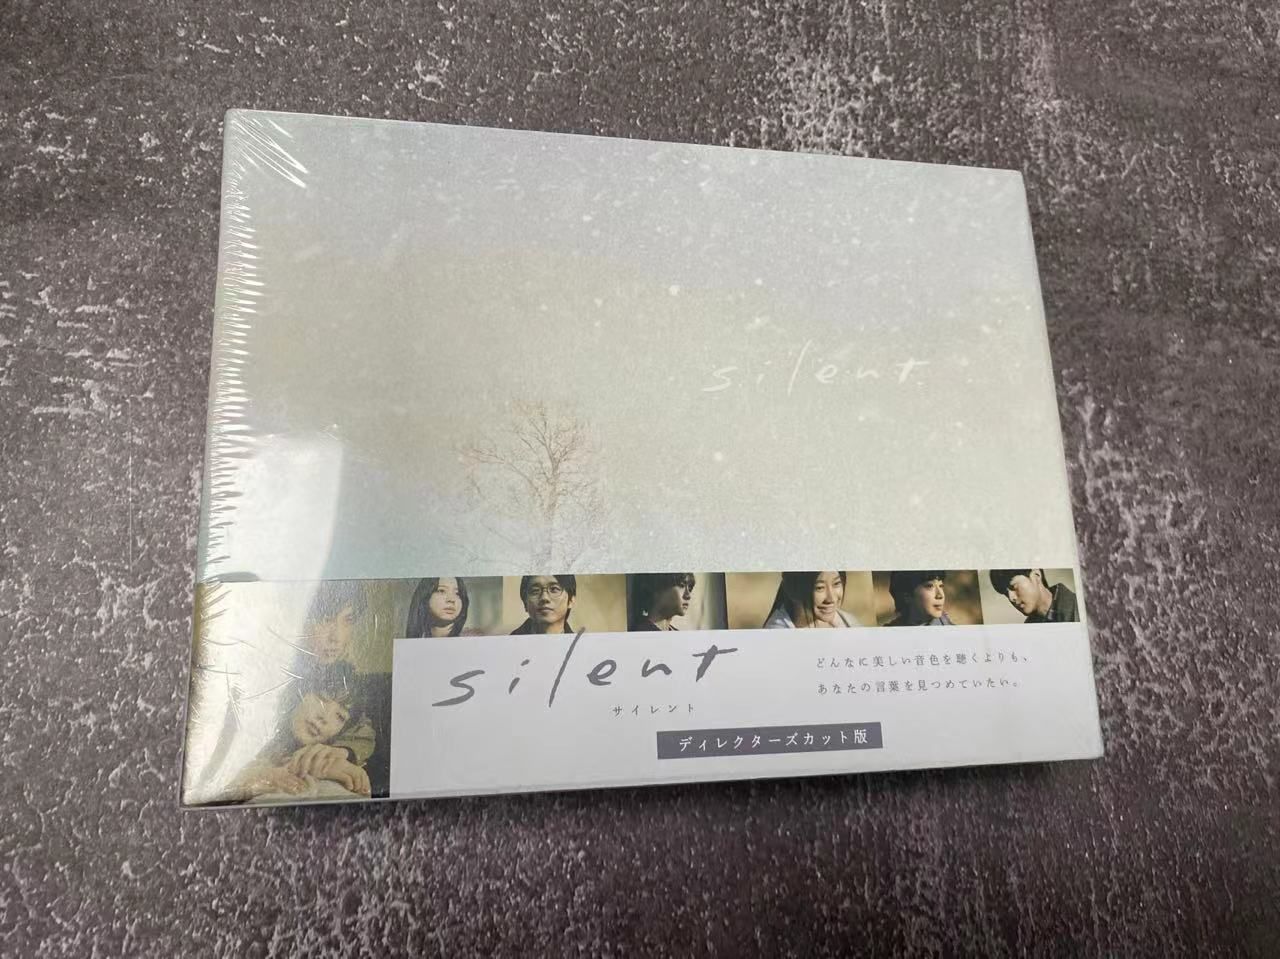 silent
silent
サイレント
どんなに美しい音色を聴くよりも、
あなたの言葉を見つめていたい。
ディレクターズカット版